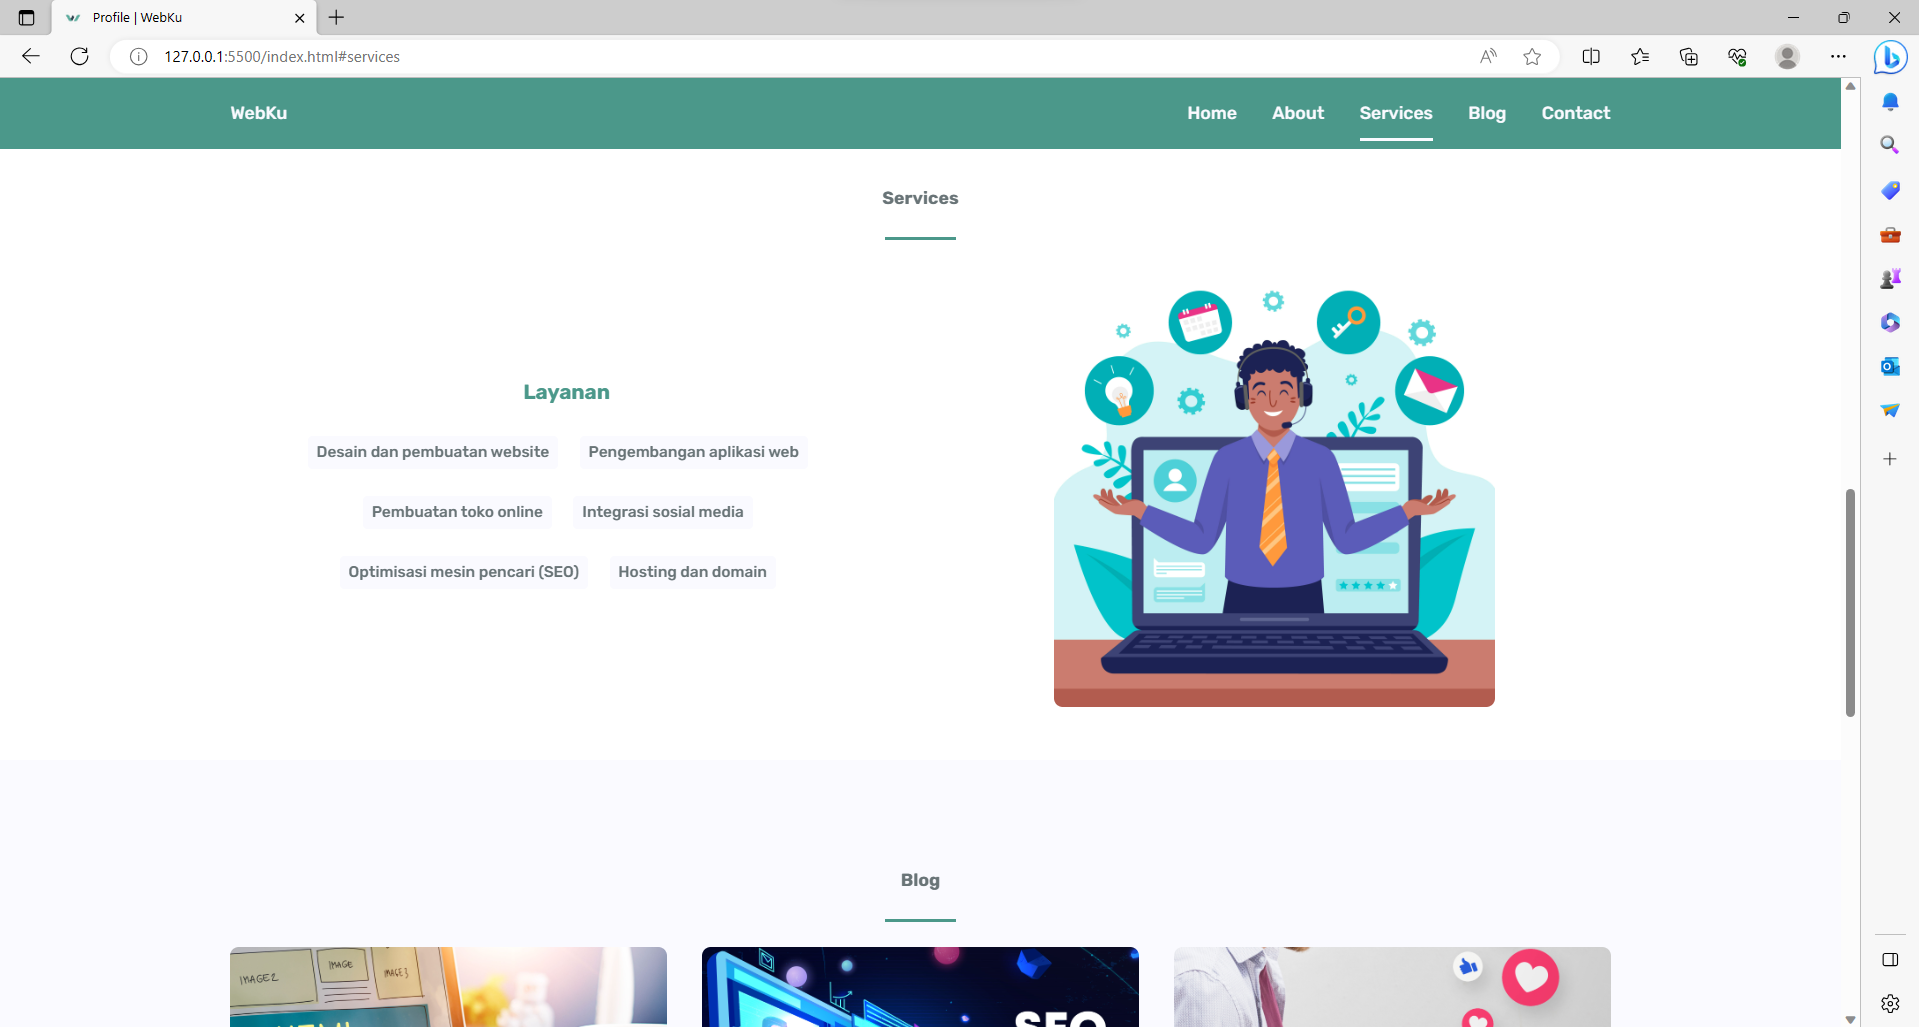 Profile | WebKu
127.0.0.1:5500/index.html#services
WebKu
Home About Services Blog Contact
Services
Layanan
Desain dan pembuatan website Pengembangan aplikasi web
Pembuatan toko online Integrasi sosial media
Optimisasi mesin pencari (SEO) Hosting dan domain
Blog
IMAGE2 IMAGE IMAGE3
SEO